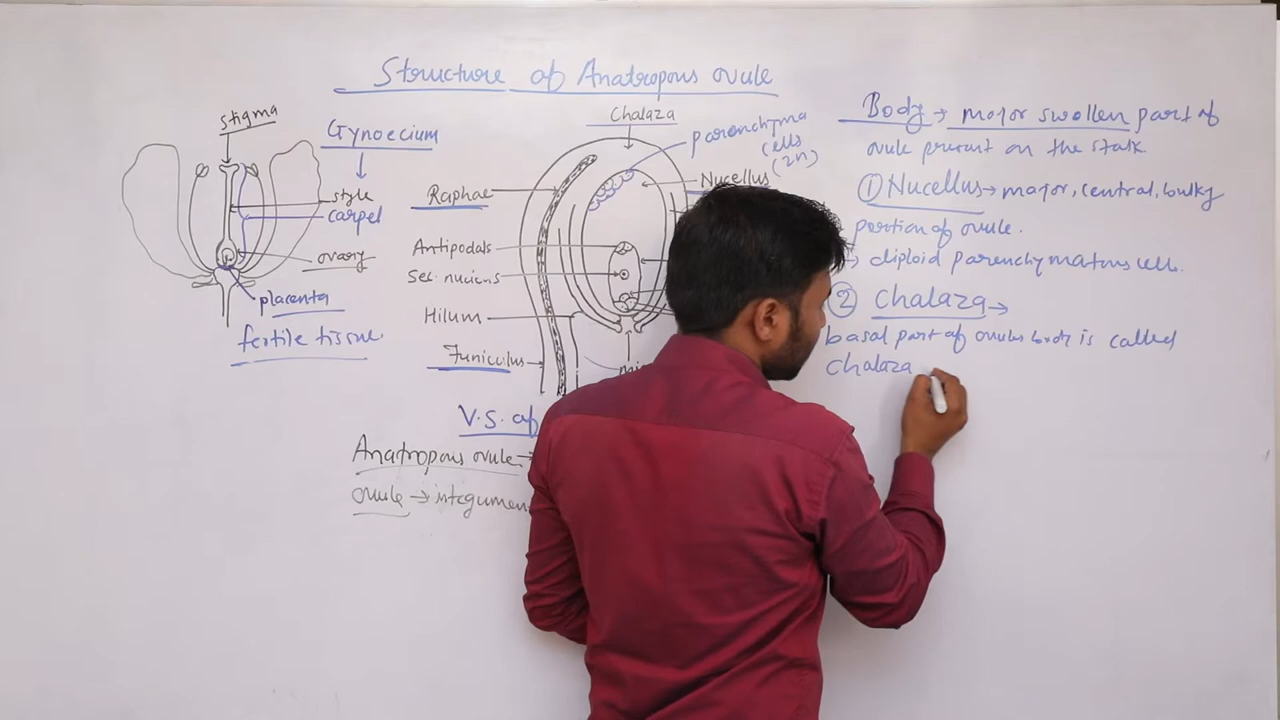 Structure of Anatropous ovule
stigma
Gynoecium
style
carpel
ovary
placenta
fertile tissue
Chalaza
parenchyma
cells
(2n)
Nucellus
Raphae
Antipodals
Sec. nucleus
Hilum
Funiculus
V.S. of
Anatropous ovule →
ovule → integumen
Body → major swollen part of
ovule present on the stalk
① Nucellus → major, central, bulky
portion of ovule.
→ diploid parenchymatous cells.
② Chalaza →
basal part of ovules body is called
Chalaza